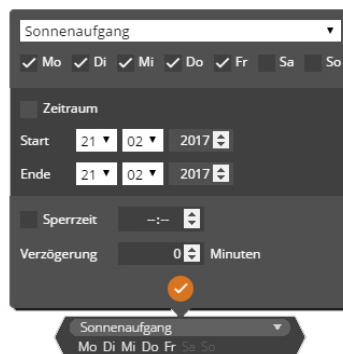 Sonnenaufgang
Mo Di Mi Do Fr Sa So
Zeitraum
Start 21 02 2017
Ende 21 02 2017
Sperrzeit --:--
Verzögerung 0 Minuten
Sonnenaufgang
Mo Di Mi Do Fr Sa So